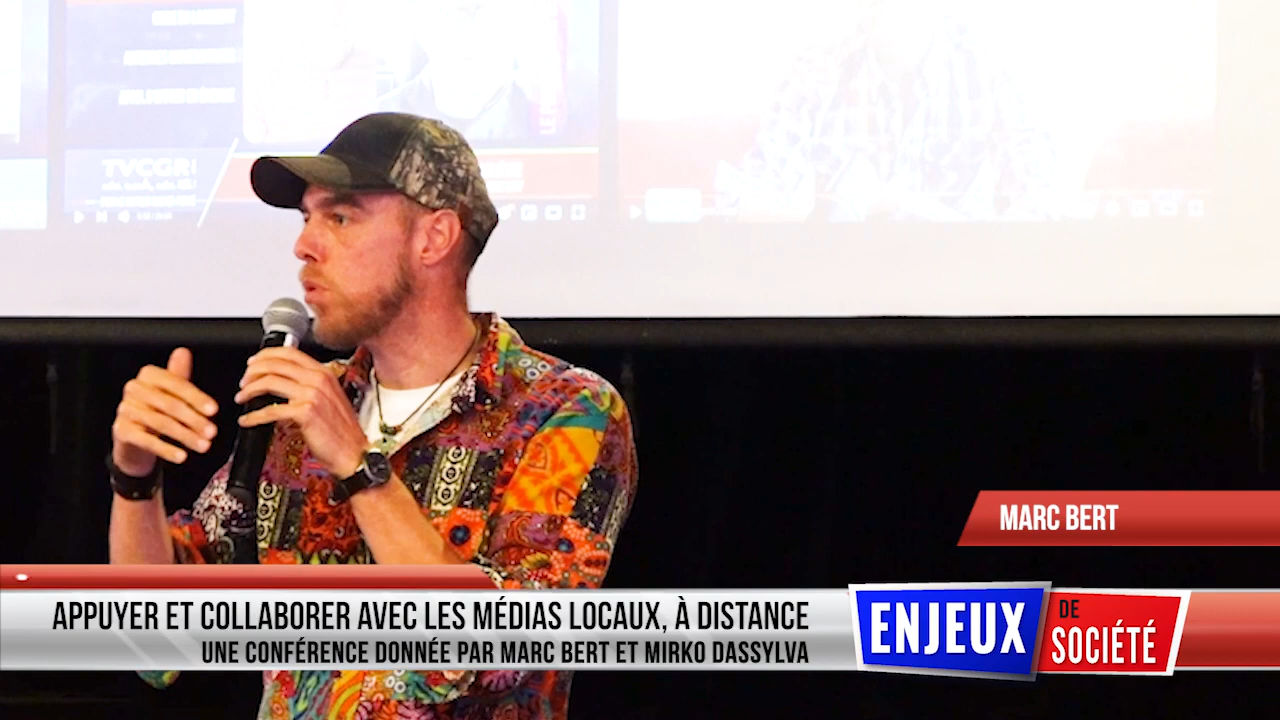 TVCGR
MARC BERT
APPUYER ET COLLABORER AVEC LES MÉDIAS LOCAUX, À DISTANCE
UNE CONFÉRENCE DONNÉE PAR MARC BERT ET MIRKO DASSYLVA
ENJEUX
DE
SOCIÉTÉ